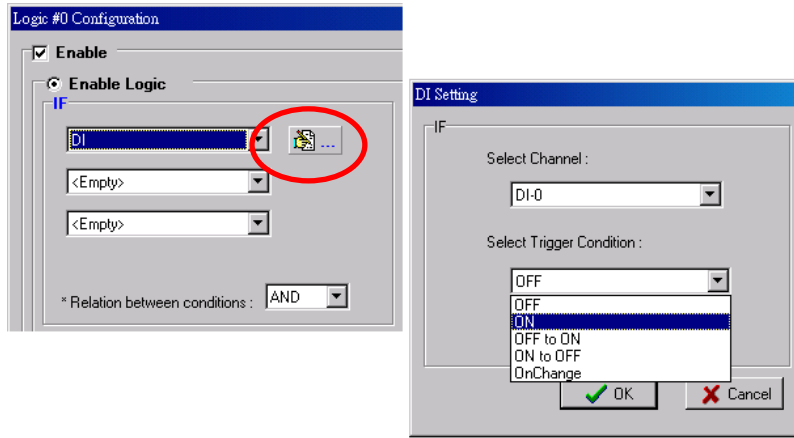 Logic #0 Configuration
Enable
Enable Logic
IF
DI
...
<Empty>
<Empty>
* Relation between conditions : AND
DI Setting
IF
Select Channel :
DI-0
Select Trigger Condition :
OFF
OFF
ON
OFF to ON
ON to OFF
OnChange
OK Cancel